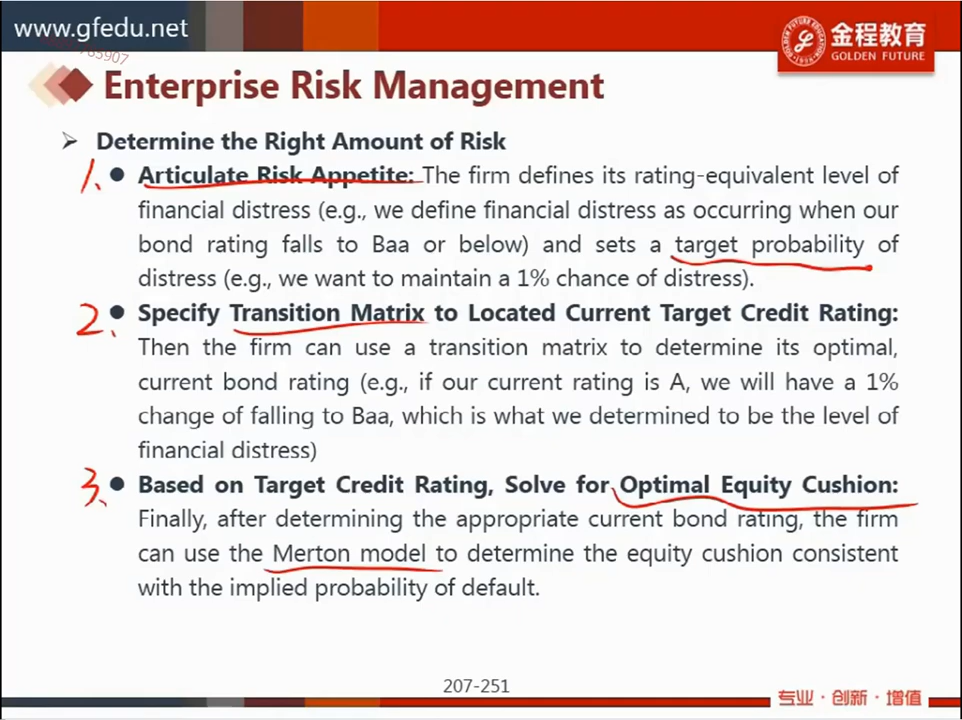 www.gfedu.net
765907
金程教育
GOLDEN FUTURE
Enterprise Risk Management
Determine the Right Amount of Risk
1、
Articulate Risk Appetite: The firm defines its rating-equivalent level of
financial distress (e.g., we define financial distress as occurring when our
bond rating falls to Baa or below) and sets a target probability of
distress (e.g., we want to maintain a 1% chance of distress).
2、
Specify Transition Matrix to Located Current Target Credit Rating:
Then the firm can use a transition matrix to determine its optimal,
current bond rating (e.g., if our current rating is A, we will have a 1%
change of falling to Baa, which is what we determined to be the level of
financial distress)
3、
Based on Target Credit Rating, Solve for Optimal Equity Cushion:
Finally, after determining the appropriate current bond rating, the firm
can use the Merton model to determine the equity cushion consistent
with the implied probability of default.
207-251
专业·创新·增值